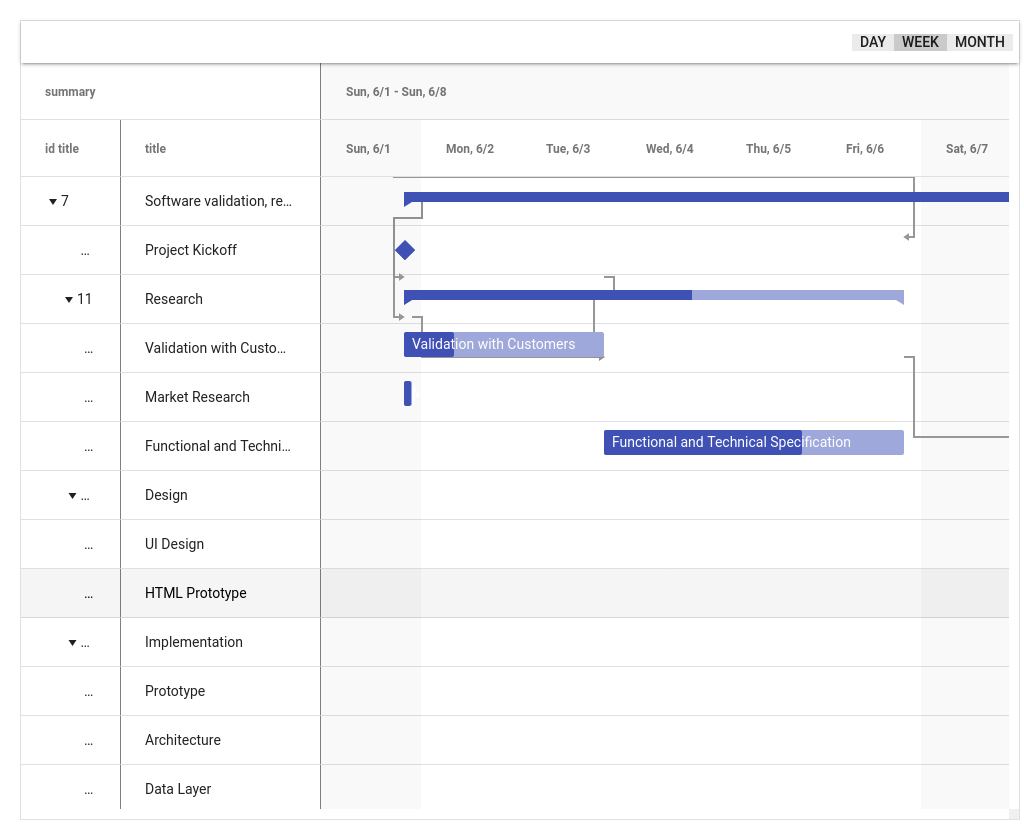 DAY WEEK MONTH
summary Sun, 6/1 - Sun, 6/8
id title title Sun, 6/1 Mon, 6/2 Tue, 6/3 Wed, 6/4 Thu, 6/5 Fri, 6/6 Sat, 6/7
7 Software validation, re…
… Project Kickoff
11 Research
… Validation with Custo… Validation with Customers
… Market Research
… Functional and Techni… Functional and Technical Specification
… Design
… UI Design
… HTML Prototype
… Implementation
… Prototype
… Architecture
… Data Layer